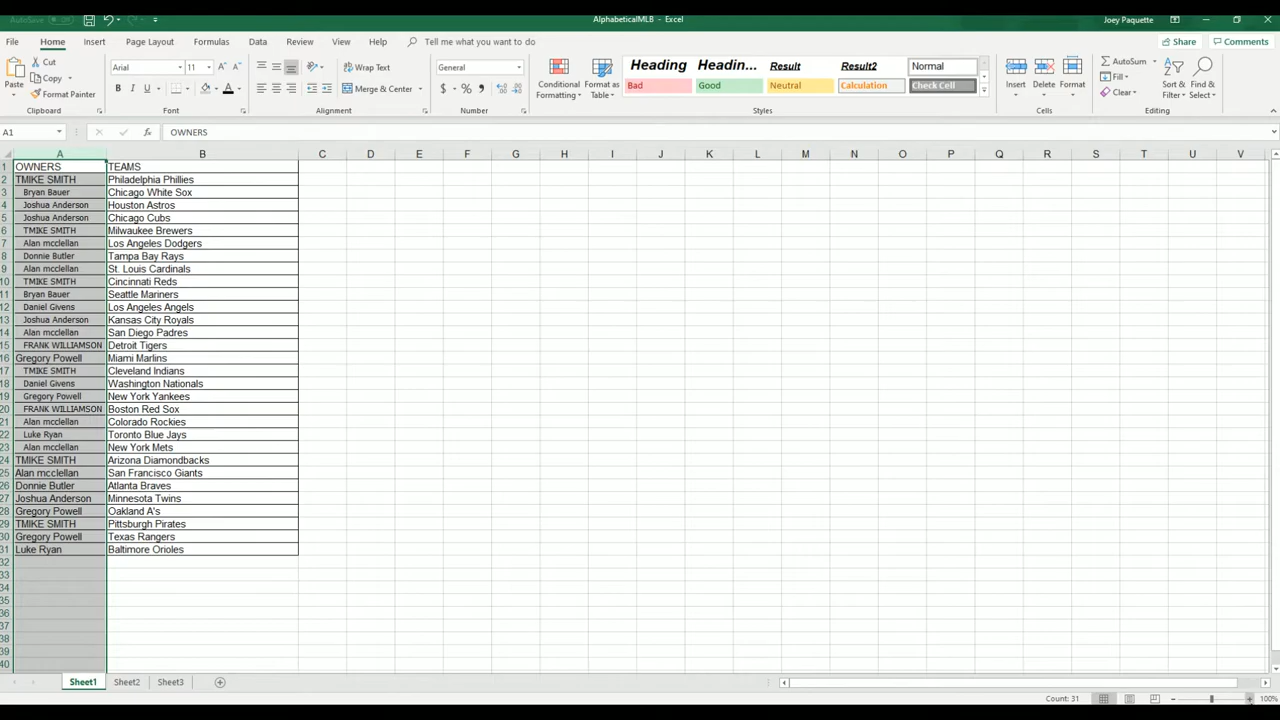 AutoSave Off AlphabeticalMLB - Excel Joey Paquette
File Home Insert Page Layout Formulas Data Review View Help Tell me what you want to do Share Comments
Paste Cut Copy Format Painter Clipboard
Arial 11 B I U A Font
Wrap Text Merge & Center Alignment
General $ % Number
Conditional Formatting Format as Table
Heading Headin... Result Result2 Normal
Bad Good Neutral Calculation Check Cell
Styles
Insert Delete Format Cells
AutoSum Fill Clear Sort & Filter Find & Select Editing
A1 fx OWNERS
A B C D E F G H I J K L M N O P Q R S T U V
1 OWNERS TEAMS
2 TMIKE SMITH Philadelphia Phillies
3 Bryan Bauer Chicago White Sox
4 Joshua Anderson Houston Astros
5 Joshua Anderson Chicago Cubs
6 TMIKE SMITH Milwaukee Brewers
7 Alan mcclellan Los Angeles Dodgers
8 Donnie Butler Tampa Bay Rays
9 Alan mcclellan St. Louis Cardinals
10 TMIKE SMITH Cincinnati Reds
11 Bryan Bauer Seattle Mariners
12 Daniel Givens Los Angeles Angels
13 Joshua Anderson Kansas City Royals
14 Alan mcclellan San Diego Padres
15 FRANK WILLIAMSON Detroit Tigers
16 Gregory Powell Miami Marlins
17 TMIKE SMITH Cleveland Indians
18 Daniel Givens Washington Nationals
19 Gregory Powell New York Yankees
20 FRANK WILLIAMSON Boston Red Sox
21 Alan mcclellan Colorado Rockies
22 Luke Ryan Toronto Blue Jays
23 Alan mcclellan New York Mets
24 TMIKE SMITH Arizona Diamondbacks
25 Alan mcclellan San Francisco Giants
26 Donnie Butler Atlanta Braves
27 Joshua Anderson Minnesota Twins
28 Gregory Powell Oakland A's
29 TMIKE SMITH Pittsburgh Pirates
30 Gregory Powell Texas Rangers
31 Luke Ryan Baltimore Orioles
32
33
34
35
36
37
38
39
40
Sheet1 Sheet2 Sheet3
Count: 31 100%